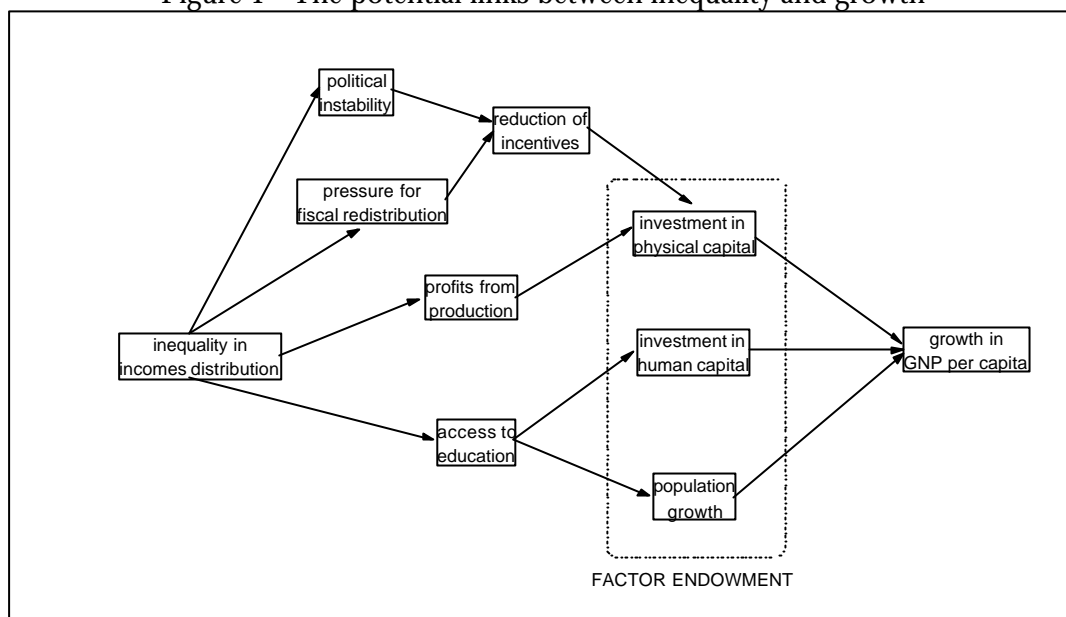 Figure 1 – The potential links between inequality and growth
political
instability
reduction of
incentives
pressure for
fiscal redistribution
investment in
physical capital
profits from
production
inequality in
incomes distribution
investment in
human capital
growth in
GNP per capita
access to
education
population
growth
FACTOR ENDOWMENT